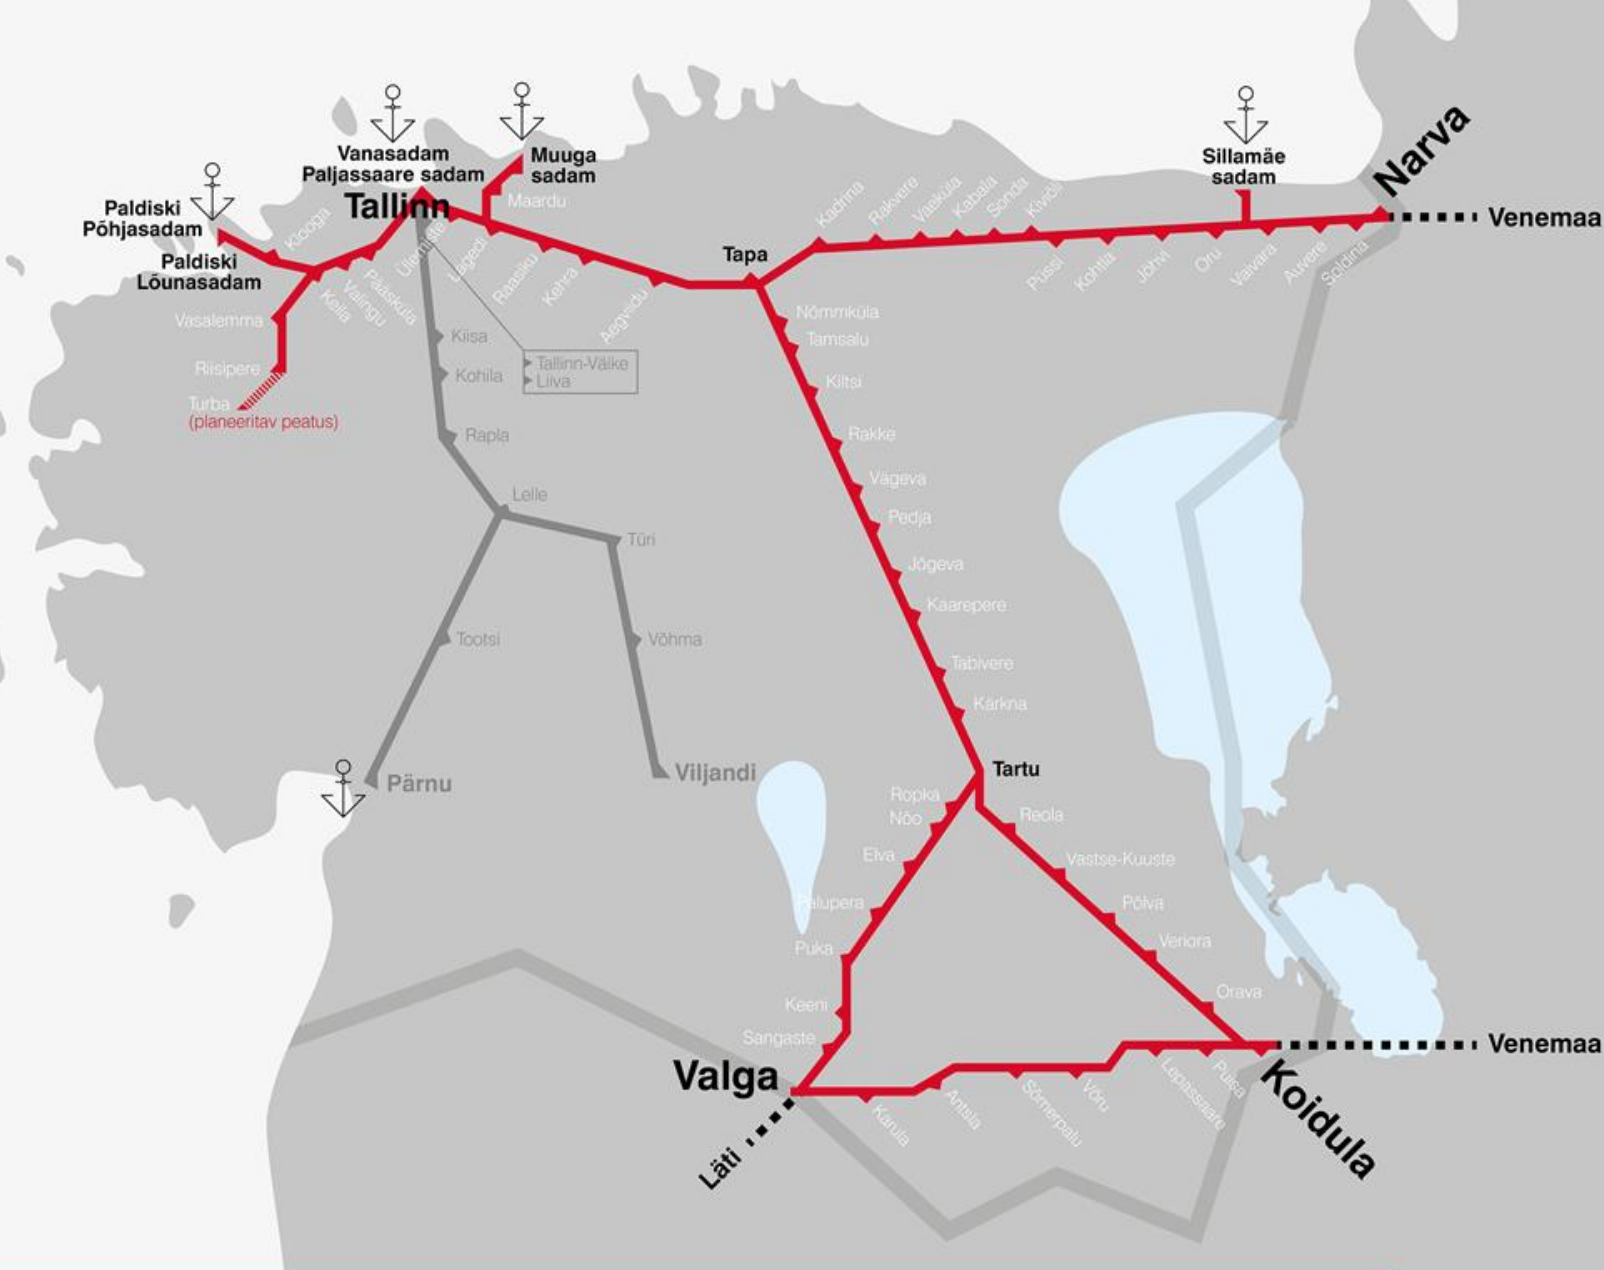 Vanasadam
Paljassaare sadam
Tallinn
Muuga
sadam
Maardu
Paldiski
Põhjasadam
Paldiski
Lõunasadam
Klooga
Vasalemma
Riisipere
Turba
(planeeritav peatus)
Keila
Valingu
Pääsküla
Ülemiste
Lagedi
Raasiku
Kehra
Aegviidu
Tapa
Kadrina
Rakvere
Vaeküla
Kabala
Sonda
Kiviõli
Püssi
Kohtla
Jõhvi
Oru
Vaivara
Auvere
Soldina
Sillamäe
sadam
Narva
Venemaa
Kiisa
Kohila
Tallinn-Väike
Liiva
Rapla
Lelle
Türi
Tootsi
Võhma
Pärnu
Viljandi
Nõmmküla
Tamsalu
Kiltsi
Rakke
Vägeva
Pedja
Jõgeva
Kaarepere
Tabivere
Kärkna
Tartu
Ropka
Nõo
Elva
Palupera
Puka
Keeni
Sangaste
Valga
Läti
Reola
Vastse-Kuuste
Põlva
Veriora
Orava
Karula
Antsla
Sõmerpalu
Võru
Lepassaare
Piusa
Koidula
Venemaa